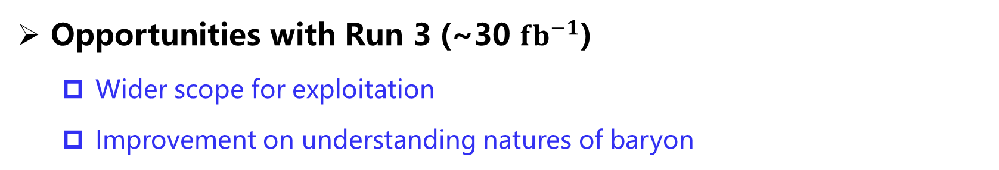 ➢ Opportunities with Run 3 (~30 fb⁻¹)
Wider scope for exploitation
Improvement on understanding natures of baryon